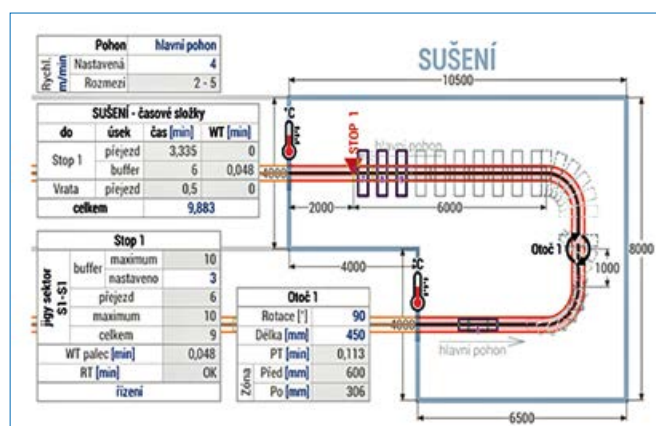 Pohon hlavní pohon
Rychl. m/min
Nastavená 4
Rozmezi 2 - 5
SUŠENÍ
10500
SUŠENÍ - časové složky
do úsek čas [min] WT [min]
Stop 1 přejezd 3,335 0
buffer 6 0,048
Vrata přejezd 0,5 0
celkem 9,883
°C
STOP 1
hlavní pohon
4000
2000
6000
8000
Otoč 1
1000
4000
°C
Stop 1
jigy sektor S1-S1
buffer maximum 10
nastaveno 3
přejezd 6
maximum 10
celkem 9
WT palec [min] 0,048
RT [min] OK
řízení
Otoč 1
Rotace [°] 90
Délka [mm] 450
PT [min] 0,113
Zóna
Před [mm] 600
Po [mm] 306
4000
hlavní pohon
6500